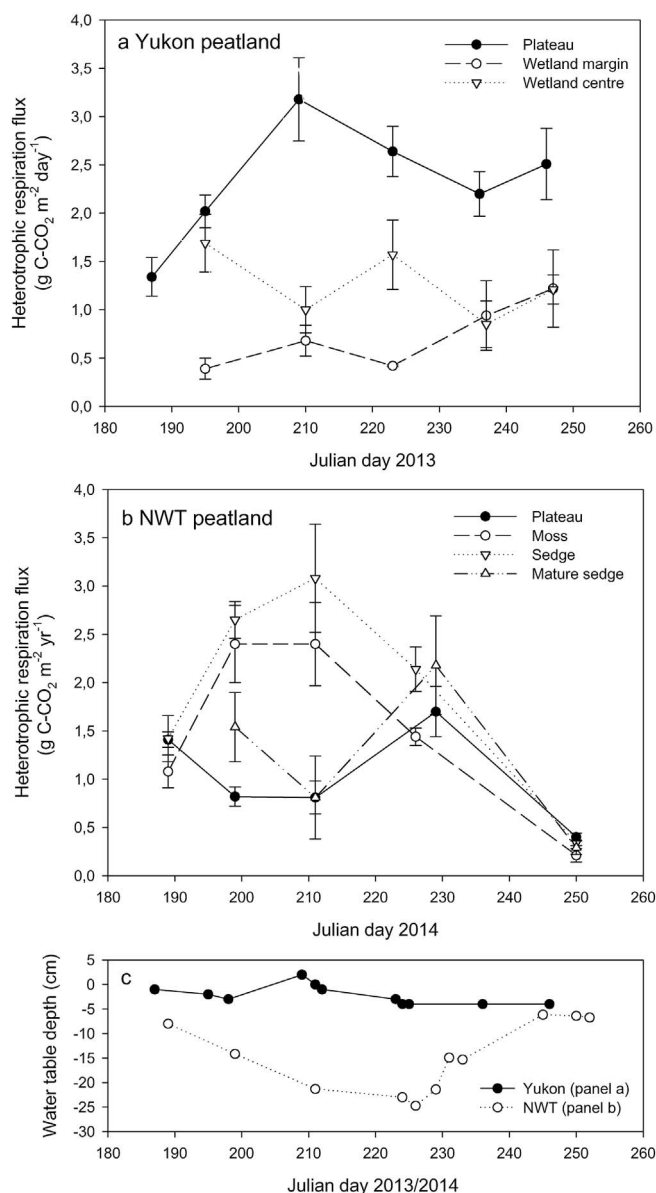 a Yukon peatland
Plateau
Wetland margin
Wetland centre
Heterotrophic respiration flux
(g C-CO₂ m⁻² day⁻¹)
4,0
3,5
3,0
2,5
2,0
1,5
1,0
0,5
0,0
180 190 200 210 220 230 240 250 260
Julian day 2013
b NWT peatland
Plateau
Moss
Sedge
Mature sedge
Heterotrophic respiration flux
(g C-CO₂ m⁻² yr⁻¹)
4,0
3,5
3,0
2,5
2,0
1,5
1,0
0,5
0,0
180 190 200 210 220 230 240 250 260
Julian day 2014
c
Water table depth (cm)
5
0
-5
-10
-15
-20
-25
-30
Yukon (panel a)
NWT (panel b)
180 190 200 210 220 230 240 250 260
Julian day 2013/2014